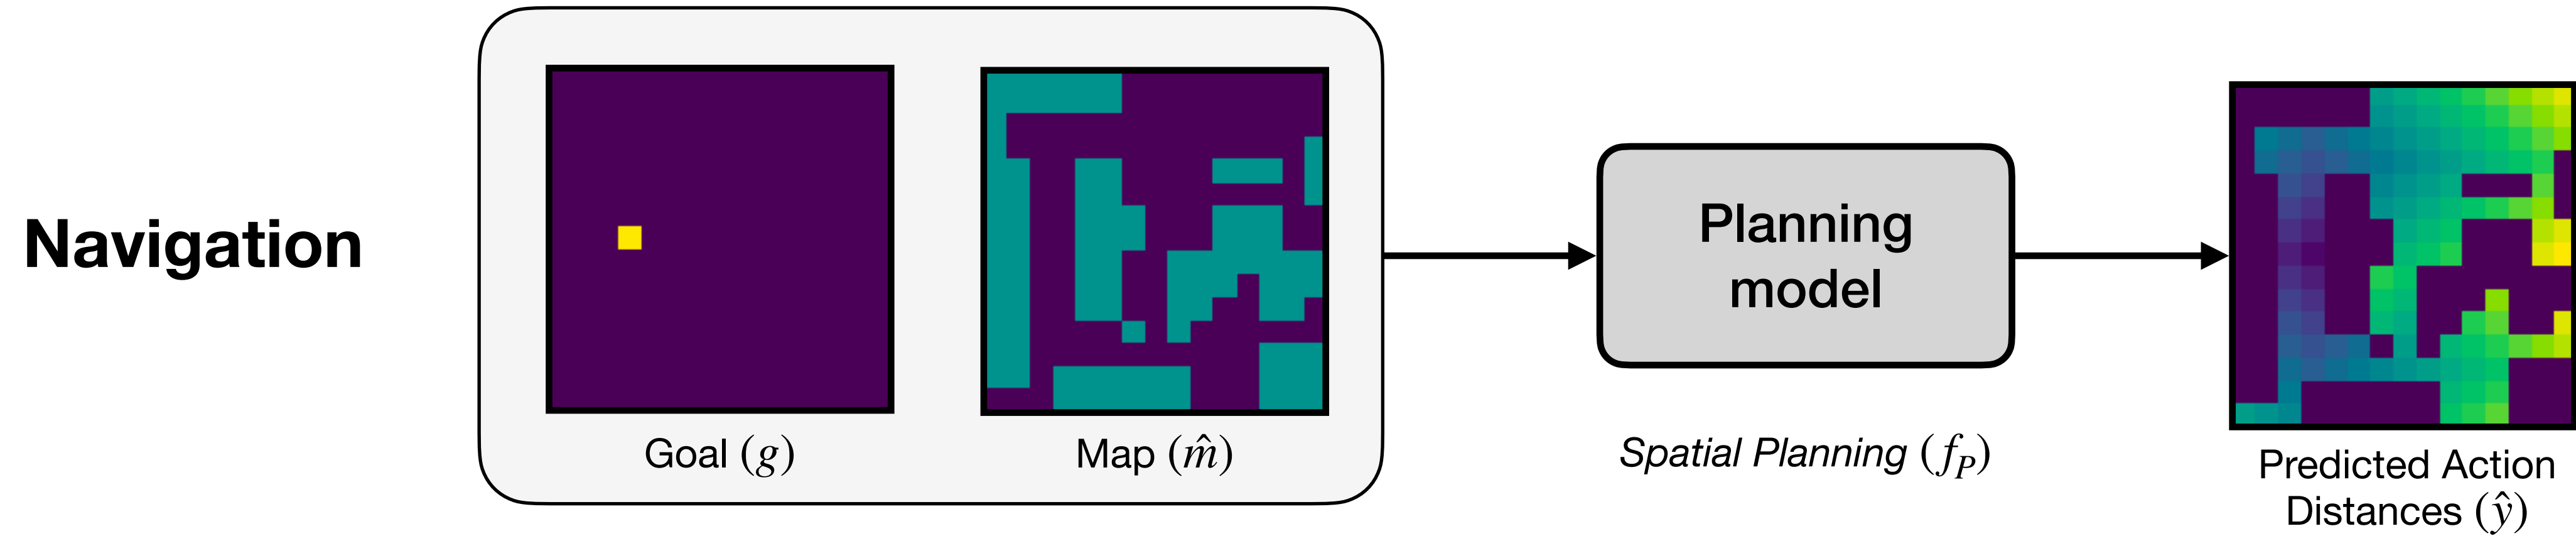 Navigation
Goal (g)
Map (m̂)
Planning
model
Spatial Planning (f_P)
Predicted Action
Distances (ŷ)